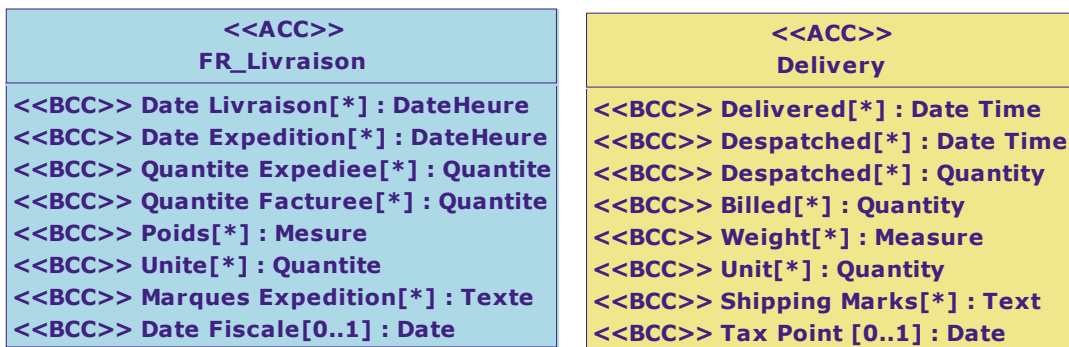 <<ACC>>
FR_Livraison
<<BCC>> Date Livraison[*] : DateHeure
<<BCC>> Date Expedition[*] : DateHeure
<<BCC>> Quantite Expediee[*] : Quantite
<<BCC>> Quantite Facturee[*] : Quantite
<<BCC>> Poids[*] : Mesure
<<BCC>> Unite[*] : Quantite
<<BCC>> Marques Expedition[*] : Texte
<<BCC>> Date Fiscale[0..1] : Date
<<ACC>>
Delivery
<<BCC>> Delivered[*] : Date Time
<<BCC>> Despatched[*] : Date Time
<<BCC>> Despatched[*] : Quantity
<<BCC>> Billed[*] : Quantity
<<BCC>> Weight[*] : Measure
<<BCC>> Unit[*] : Quantity
<<BCC>> Shipping Marks[*] : Text
<<BCC>> Tax Point [0..1] : Date